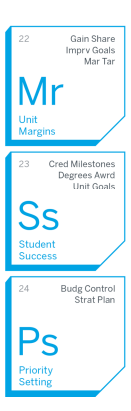 22
Gain Share
Imprv Goals
Mar Tar
Mr
Unit
Margins
23
Cred Milestones
Degrees Awrd
Unit Goals
Ss
Student
Success
24
Budg Control
Strat Plan
Ps
Priority
Setting